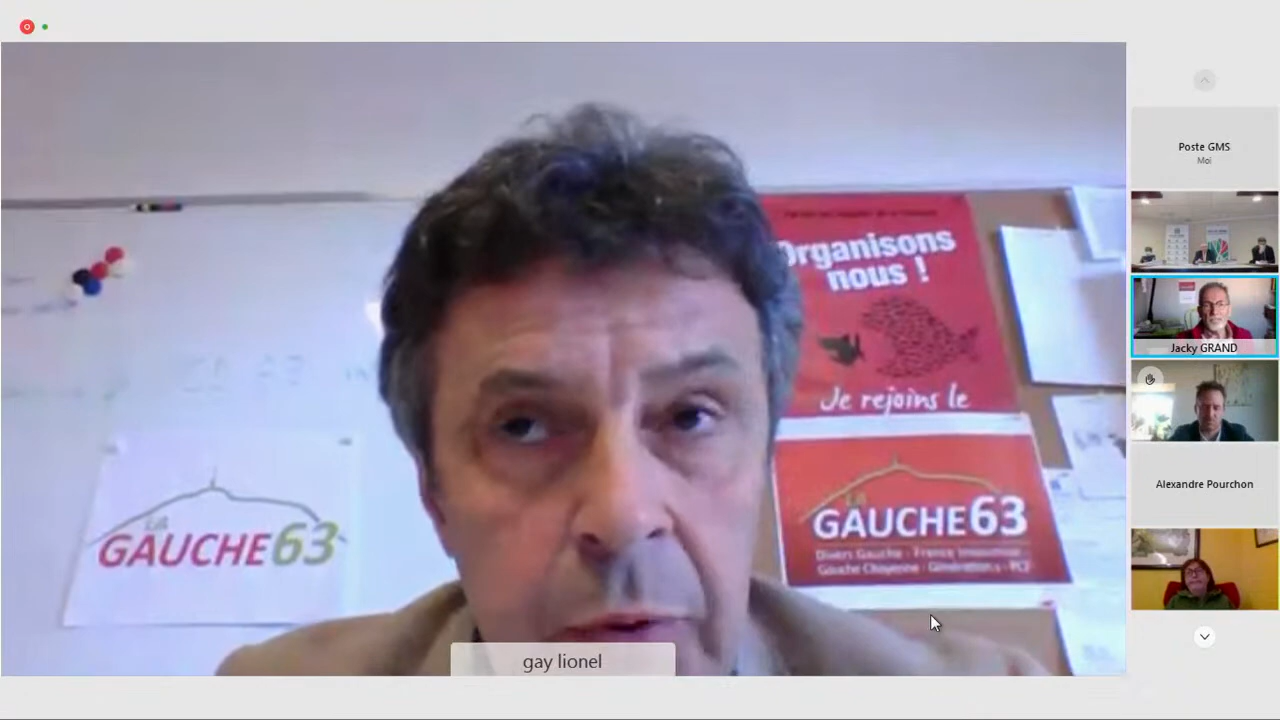 Organisons
nous !
Je rejoins le
LA
GAUCHE63
LA
GAUCHE63
Divers Gauche - France Insoumise -
Gauche Citoyenne - Génération.s - PCF
gay lionel
Poste GMS
Moi
Jacky GRAND
Alexandre Pourchon